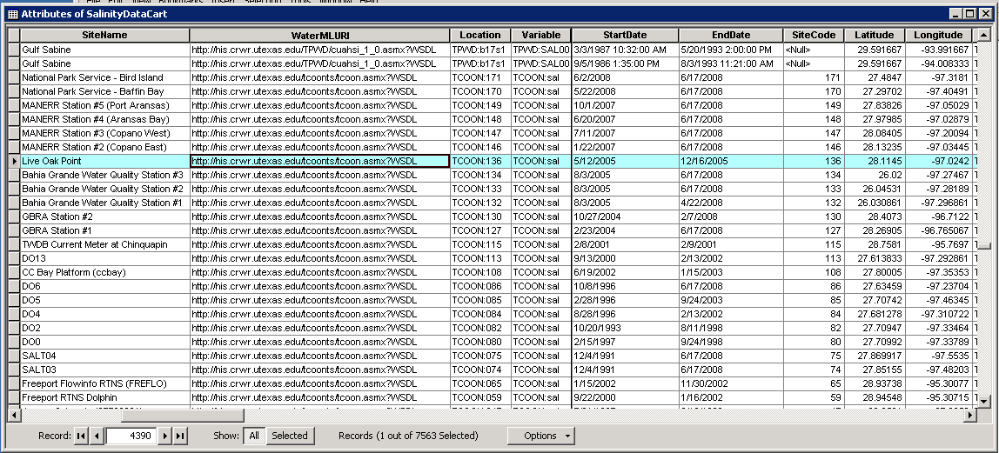 File Edit View Bookmarks Insert Selection Tools Window Help
Attributes of SalinityDataCart
SiteName WaterMLURI Location Variable StartDate EndDate SiteCode Latitude Longitude
Gulf Sabine http://his.crwr.utexas.edu/TPWD/cuahsi_1_0.asmx?WSDL TPWD:b17s1 TPWD:SAL00 3/3/1987 10:32:00 AM 5/20/1993 2:00:00 PM <Null> 29.591667 -93.991667 T
Gulf Sabine http://his.crwr.utexas.edu/TPWD/cuahsi_1_0.asmx?WSDL TPWD:b17s1 TPWD:SAL00 9/5/1986 1:35:00 PM 8/3/1993 11:21:00 AM <Null> 29.591667 -94.008333 T
National Park Service - Bird Island http://his.crwr.utexas.edu/tcoonts/tcoon.asmx?WSDL TCOON:171 TCOON:sal 6/2/2008 6/17/2008 171 27.4847 -97.3181 T
National Park Service - Baffin Bay http://his.crwr.utexas.edu/tcoonts/tcoon.asmx?WSDL TCOON:170 TCOON:sal 5/22/2008 6/17/2008 170 27.29702 -97.40491 T
MANERR Station #5 (Port Aransas) http://his.crwr.utexas.edu/tcoonts/tcoon.asmx?WSDL TCOON:149 TCOON:sal 10/1/2007 6/17/2008 149 27.83826 -97.05029 T
MANERR Station #4 (Aransas Bay) http://his.crwr.utexas.edu/tcoonts/tcoon.asmx?WSDL TCOON:148 TCOON:sal 6/20/2007 6/17/2008 148 27.97985 -97.02879 T
MANERR Station #3 (Copano West) http://his.crwr.utexas.edu/tcoonts/tcoon.asmx?WSDL TCOON:147 TCOON:sal 7/11/2007 6/17/2008 147 28.08405 -97.20094 T
MANERR Station #2 (Copano East) http://his.crwr.utexas.edu/tcoonts/tcoon.asmx?WSDL TCOON:146 TCOON:sal 1/22/2007 6/17/2008 146 28.13235 -97.03445 T
Live Oak Point http://his.crwr.utexas.edu/tcoonts/tcoon.asmx?WSDL TCOON:136 TCOON:sal 5/12/2005 12/16/2005 136 28.1145 -97.0242 T
Bahia Grande Water Quality Station #3 http://his.crwr.utexas.edu/tcoonts/tcoon.asmx?WSDL TCOON:134 TCOON:sal 8/3/2005 6/17/2008 134 26.02 -97.27467 T
Bahia Grande Water Quality Station #2 http://his.crwr.utexas.edu/tcoonts/tcoon.asmx?WSDL TCOON:133 TCOON:sal 8/3/2005 6/17/2008 133 26.04531 -97.28189 T
Bahia Grande Water Quality Station #1 http://his.crwr.utexas.edu/tcoonts/tcoon.asmx?WSDL TCOON:132 TCOON:sal 8/3/2005 4/22/2008 132 26.030861 -97.296861 T
GBRA Station #2 http://his.crwr.utexas.edu/tcoonts/tcoon.asmx?WSDL TCOON:130 TCOON:sal 10/27/2004 2/7/2008 130 28.4073 -96.7122 T
GBRA Station #1 http://his.crwr.utexas.edu/tcoonts/tcoon.asmx?WSDL TCOON:127 TCOON:sal 2/23/2004 6/17/2008 127 28.26905 -96.765067 T
TWDB Current Meter at Chinquapin http://his.crwr.utexas.edu/tcoonts/tcoon.asmx?WSDL TCOON:115 TCOON:sal 2/8/2001 2/9/2001 115 28.7581 -95.7697 T
DO13 http://his.crwr.utexas.edu/tcoonts/tcoon.asmx?WSDL TCOON:113 TCOON:sal 9/13/2000 2/13/2002 113 27.613833 -97.292861 T
CC Bay Platform (ccbay) http://his.crwr.utexas.edu/tcoonts/tcoon.asmx?WSDL TCOON:108 TCOON:sal 6/19/2002 1/15/2003 108 27.80005 -97.35353 T
DO6 http://his.crwr.utexas.edu/tcoonts/tcoon.asmx?WSDL TCOON:086 TCOON:sal 10/8/1996 6/17/2008 86 27.63459 -97.23704 T
DO5 http://his.crwr.utexas.edu/tcoonts/tcoon.asmx?WSDL TCOON:085 TCOON:sal 2/28/1996 9/24/2003 85 27.70742 -97.46345 T
DO4 http://his.crwr.utexas.edu/tcoonts/tcoon.asmx?WSDL TCOON:084 TCOON:sal 8/28/1996 2/13/2002 84 27.681278 -97.310722 T
DO2 http://his.crwr.utexas.edu/tcoonts/tcoon.asmx?WSDL TCOON:082 TCOON:sal 10/20/1993 8/11/1998 82 27.70947 -97.33464 T
DO0 http://his.crwr.utexas.edu/tcoonts/tcoon.asmx?WSDL TCOON:080 TCOON:sal 2/15/1997 9/24/1998 80 27.70992 -97.33789 T
SALT04 http://his.crwr.utexas.edu/tcoonts/tcoon.asmx?WSDL TCOON:075 TCOON:sal 12/4/1991 6/17/2008 75 27.869917 -97.5535 T
SALT03 http://his.crwr.utexas.edu/tcoonts/tcoon.asmx?WSDL TCOON:074 TCOON:sal 12/4/1991 6/17/2008 74 27.85155 -97.48203 T
Freeport Flowinfo RTNS (FREFLO) http://his.crwr.utexas.edu/tcoonts/tcoon.asmx?WSDL TCOON:065 TCOON:sal 1/15/2002 11/30/2002 65 28.93738 -95.30077 T
Freeport RTNS Dolphin http://his.crwr.utexas.edu/tcoonts/tcoon.asmx?WSDL TCOON:059 TCOON:sal 9/22/2000 1/16/2002 59 28.94548 -95.30715 T
Record: 4390 Show: All Selected Records (1 out of 7563 Selected) Options